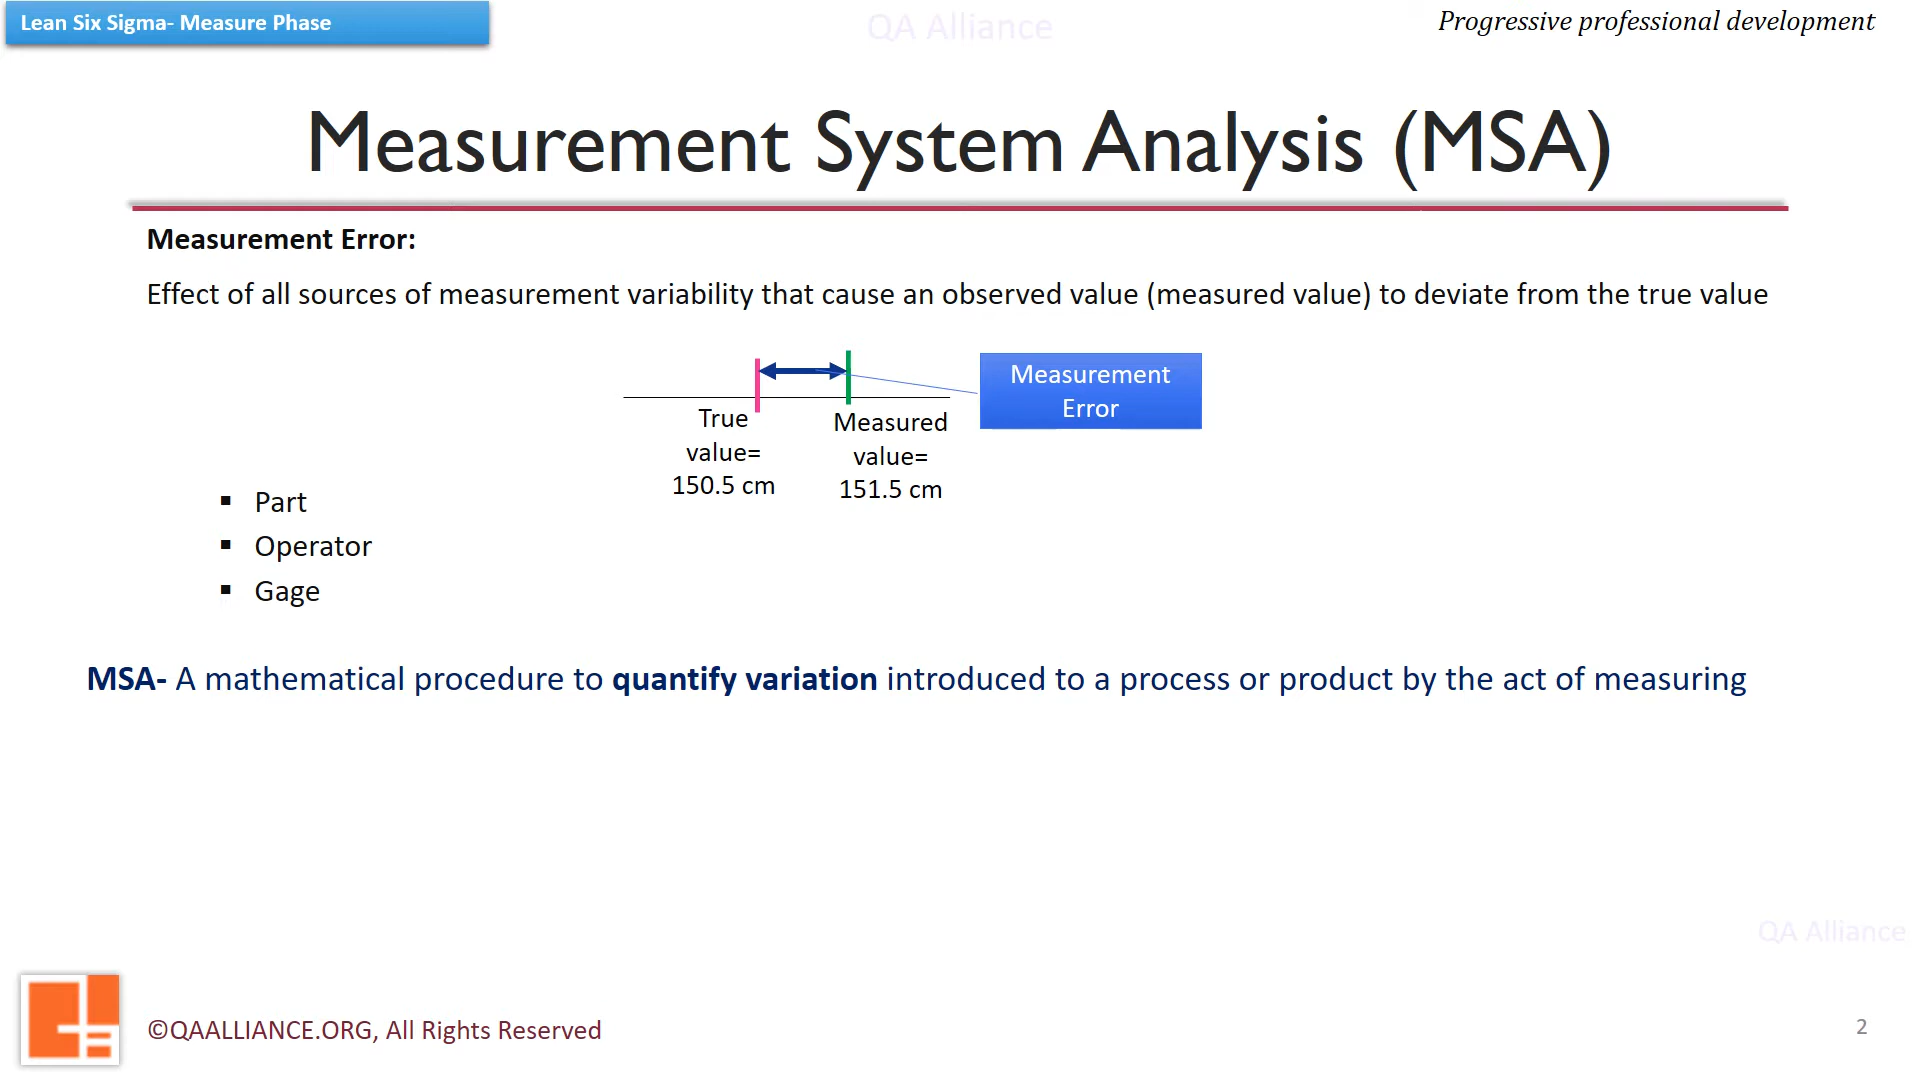 Lean Six Sigma- Measure Phase
QA Alliance
Progressive professional development
Measurement System Analysis (MSA)
Measurement Error:
Effect of all sources of measurement variability that cause an observed value (measured value) to deviate from the true value
Measurement
Error
True
value=
150.5 cm
Measured
value=
151.5 cm
▪ Part
▪ Operator
▪ Gage
MSA- A mathematical procedure to quantify variation introduced to a process or product by the act of measuring
QA Alliance
©QAALLIANCE.ORG, All Rights Reserved
2